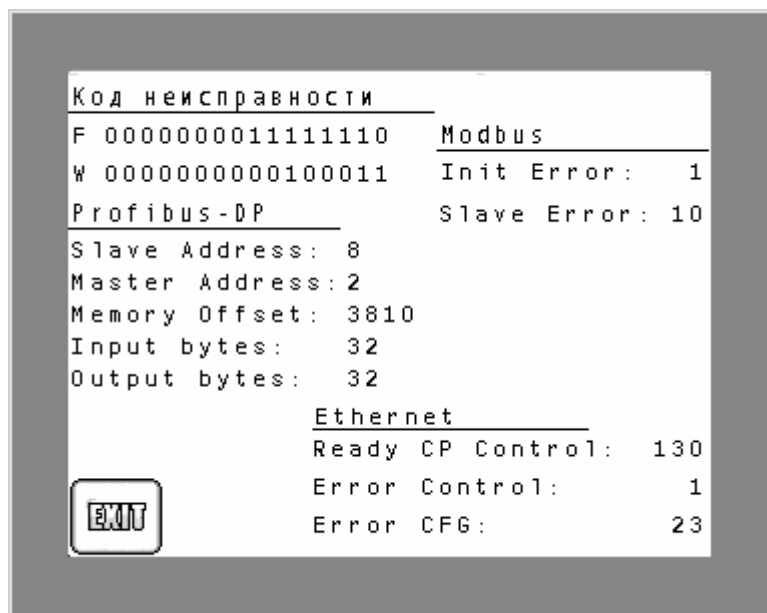 Код неисправности
F 0000000011111110
W 0000000000100011
Modbus
Init Error: 1
Slave Error: 10
Profibus-DP
Slave Address: 8
Master Address: 2
Memory Offset: 3810
Input bytes: 32
Output bytes: 32
Ethernet
Ready CP Control: 130
Error Control: 1
Error CFG: 23
EXIT